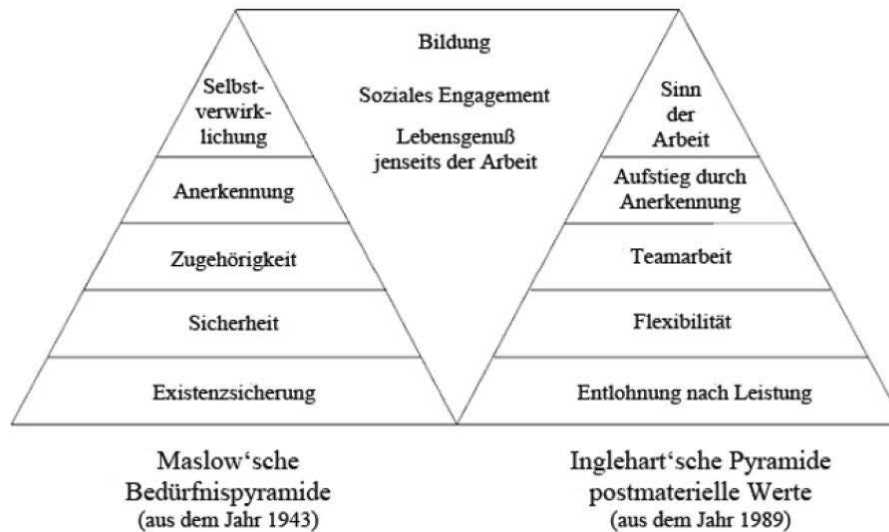 Bildung
Soziales Engagement
Lebensgenuß
jenseits der Arbeit
Selbst-
verwirk-
lichung
Anerkennung
Zugehörigkeit
Sicherheit
Existenzsicherung
Maslow‘sche
Bedürfnispyramide
(aus dem Jahr 1943)
Sinn
der
Arbeit
Aufstieg durch
Anerkennung
Teamarbeit
Flexibilität
Entlohnung nach Leistung
Inglehart‘sche Pyramide
postmaterielle Werte
(aus dem Jahr 1989)